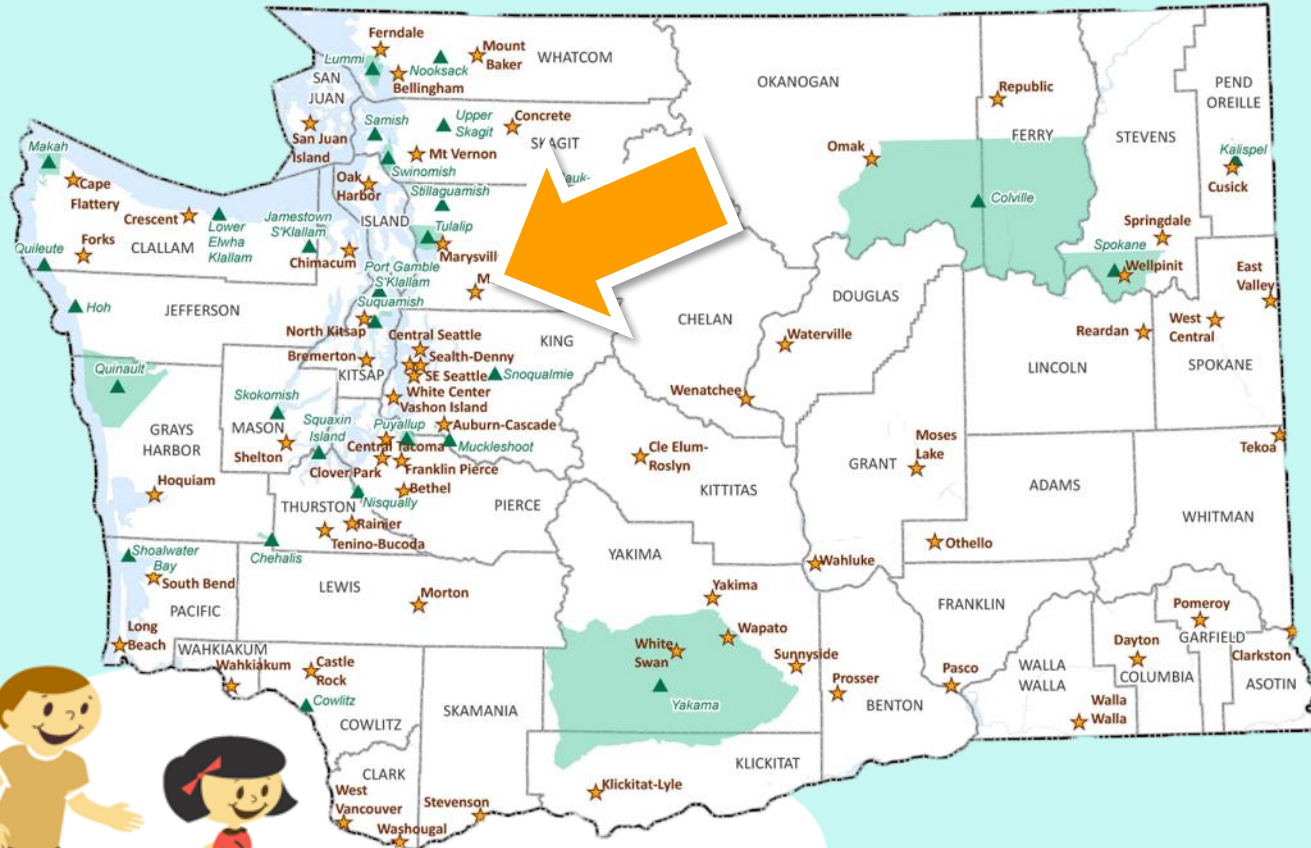 Ferndale
Mount
Baker
WHATCOM
Lummi
Nooksack
Bellingham
SAN
JUAN
San Juan
Island
Samish
Upper
Skagit
Concrete
SKAGIT
Mt Vernon
Swinomish
Oak
Harbor
Stillaguamish
ISLAND
Tulalip
Marysvill
M
OKANOGAN
Omak
Republic
FERRY
Colville
STEVENS
PEND
OREILLE
Kalispel
Cusick
Springdale
Spokane
Wellpinit
East
Valley
West
Central
SPOKANE
Reardan
LINCOLN
Makah
Cape
Flattery
Crescent
Forks
CLALLAM
Quileute
Lower
Elwha
Klallam
Jamestown
S'Klallam
Chimacum
Port Gamble
S'Klallam
Suquamish
Hoh
JEFFERSON
North Kitsap
Bremerton
KITSAP
Central Seattle
Sealth-Denny
SE Seattle
White Center
Vashon Island
KING
Snoqualmie
Auburn-Cascade
Muckleshoot
Puyallup
Central Tacoma
Clover Park
Franklin Pierce
Bethel
PIERCE
Quinault
GRAYS
HARBOR
Hoquiam
Skokomish
MASON
Shelton
Squaxin
Island
THURSTON
Nisqually
Rainier
Tenino-Bucoda
Chehalis
CHELAN
DOUGLAS
Waterville
Wenatchee
Cle Elum-
Roslyn
KITTITAS
GRANT
Moses
Lake
ADAMS
Othello
Wahluke
Tekoa
WHITMAN
Shoalwater
Bay
South Bend
PACIFIC
Long
Beach
LEWIS
Morton
WAHKIAKUM
Wahkiakum
Castle
Rock
Cowlitz
COWLITZ
SKAMANIA
CLARK
West
Vancouver
Washougal
Stevenson
YAKIMA
Yakima
Wapato
White
Swan
Yakama
Sunnyside
Prosser
BENTON
KLICKITAT
Klickitat-Lyle
FRANKLIN
Pasco
WALLA
WALLA
Walla
Walla
Dayton
COLUMBIA
Pomeroy
GARFIELD
Clarkston
ASOTIN